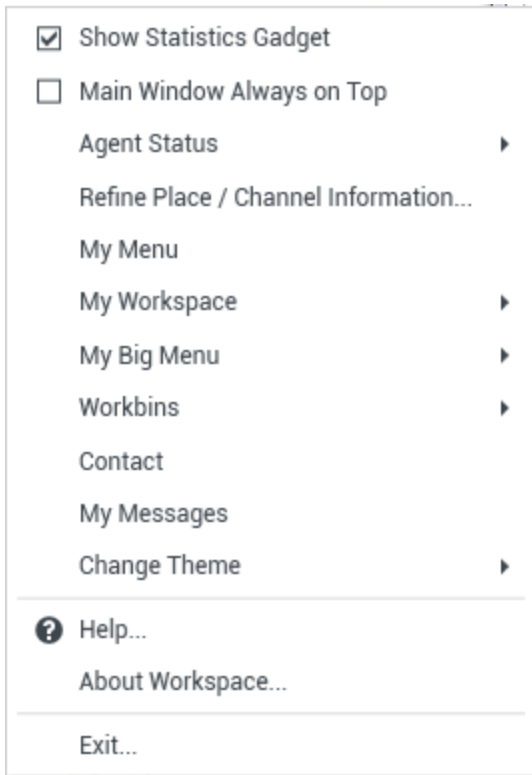 Show Statistics Gadget
Main Window Always on Top
Agent Status
Refine Place / Channel Information...
My Menu
My Workspace
My Big Menu
Workbins
Contact
My Messages
Change Theme
Help...
About Workspace...
Exit...